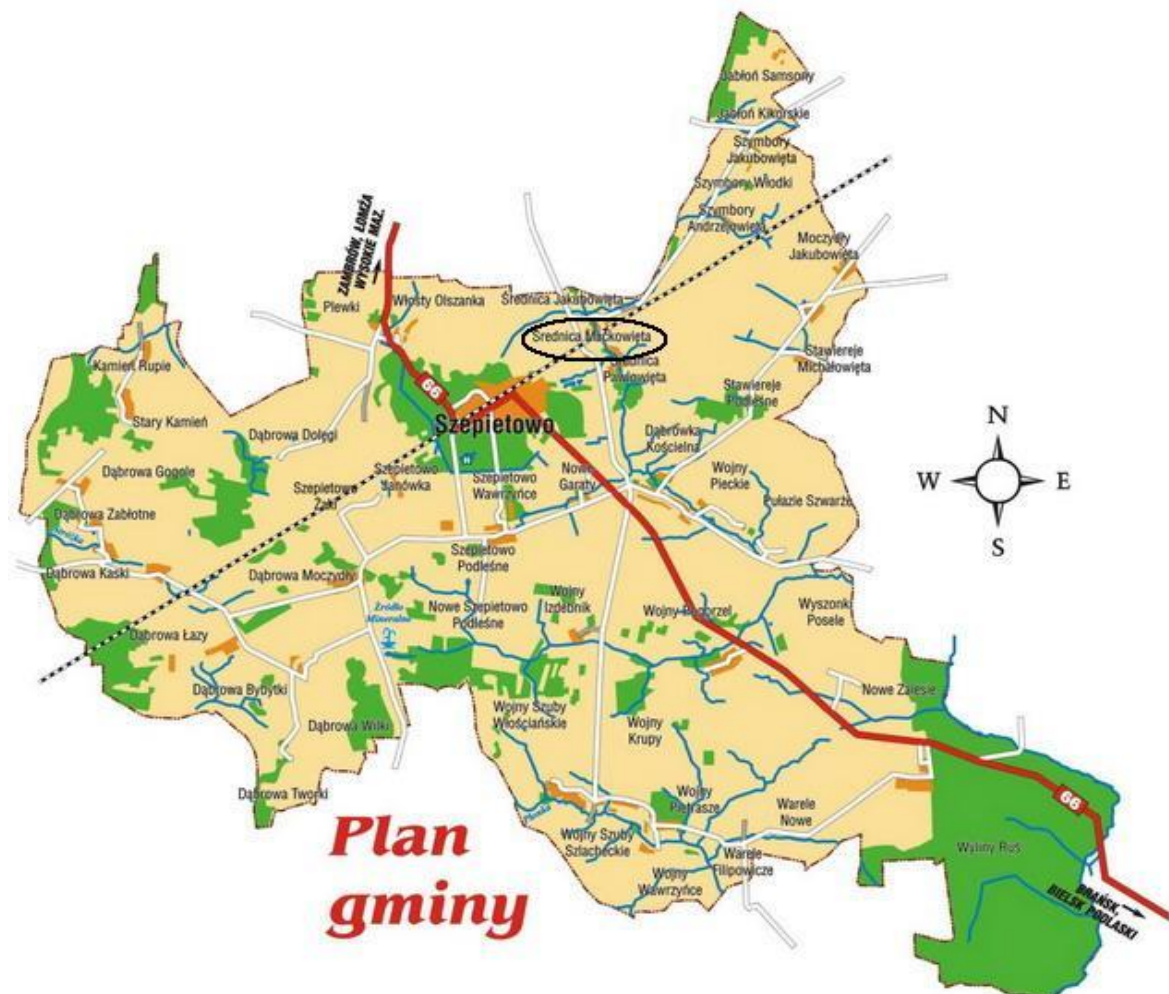 Jabłoń Samsony
Jabłoń Kikorskie
Szymbory
Jakubowięta
Szymbory Włodki
Szymbory
Andrzejowięta
Moczydły
Jakubowięta
ZAMBRÓW, ŁOMŻA
WYSOKIE MAZ.
Plewki
Włosty Olszanka
Średnica Jakubowięta
Średnica Maćkowięta
Średnica
Pawłowięta
Stawiereje
Michałowięta
Stawiereje
Podleśne
Kamień Rupie
Stary Kamień
66
Szepietowo
Dąbrowa Dołęgi
Dąbrówka
Kościelna
N
W
E
S
Dąbrowa Gogole
Szepietowo
Żaki
Szepietowo
Janówka
H
Szepietowo
Wawrzyńce
Nowe
Garaty
Wojny
Pieckie
Pułazie Szwarże
Dąbrowa Zabłotne
Dąbrowa Kaski
Dąbrowa Moczydły
Szepietowo
Podleśne
Źródło
Mineralne
Nowe Szepietowo
Podleśne
Wojny
Izdebnik
Wojny Pogorzel
Wyszonki
Posele
Dąbrowa Łazy
Dąbrowa Bybytki
Dąbrowa Wilki
Wojny Szuby
Włościańskie
Wojny
Krupy
Nowe Zalesie
Dąbrowa Tworki
Wojny
Pietrasze
Warele
Nowe
66
Płonka
Wojny Szuby
Szlacheckie
Warele
Filipowicze
Wyliny Ruś
Wojny
Wawrzyńce
BRAŃSK,
BIELSK PODLASKI
Plan
gminy